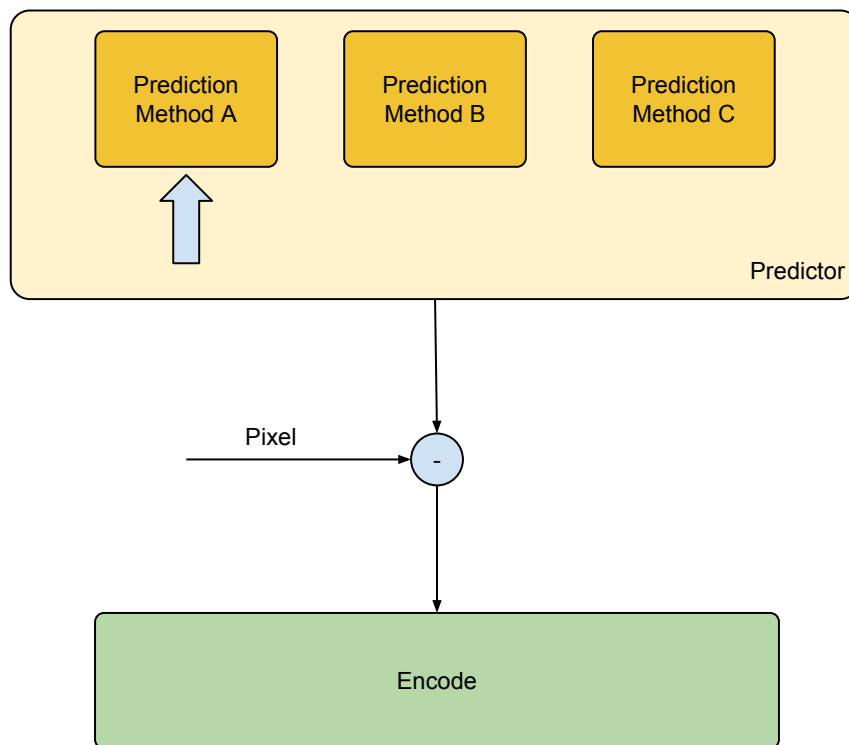 Prediction
Method A
Prediction
Method B
Prediction
Method C
Predictor
Pixel
-
Encode